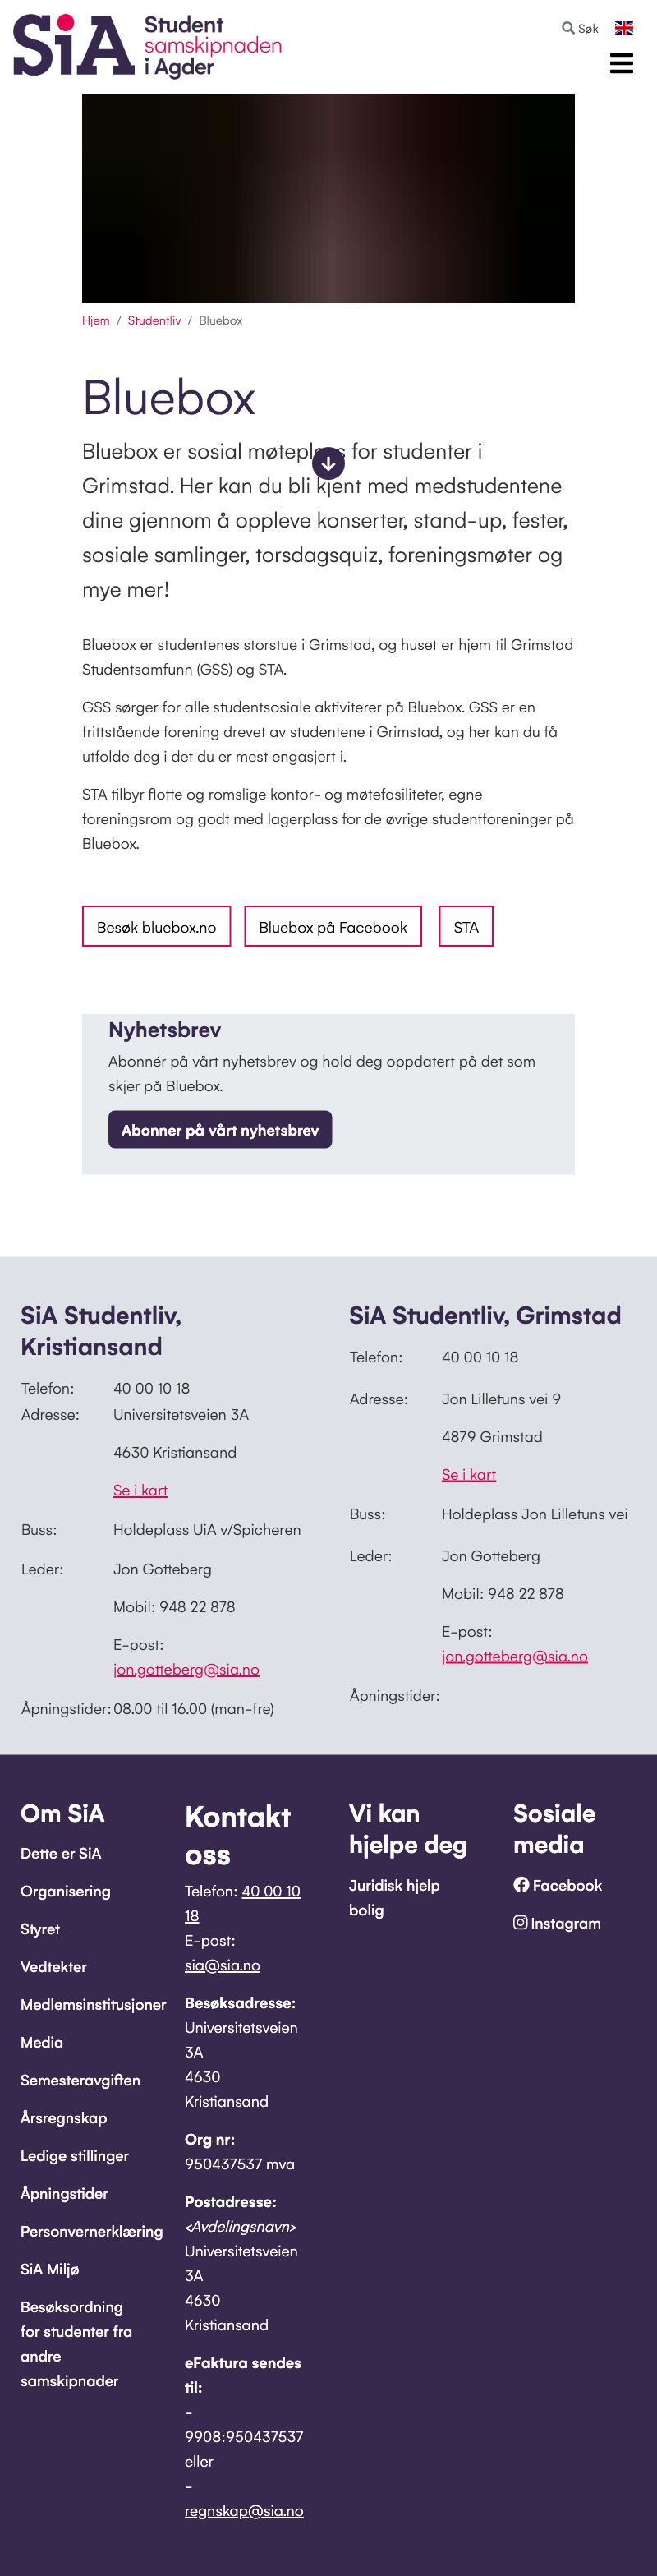 SiA Student
samskipnaden
i Agder
Søk
Hjem / Studentliv / Bluebox
Bluebox
Bluebox er sosial møteplass for studenter i
Grimstad. Her kan du bli kjent med medstudentene
dine gjennom å oppleve konserter, stand-up, fester,
sosiale samlinger, torsdagsquiz, foreningsmøter og
mye mer!
Bluebox er studentenes storstue i Grimstad, og huset er hjem til Grimstad
Studentsamfunn (GSS) og STA.
GSS sørger for alle studentsosiale aktiviterer på Bluebox. GSS er en
frittstående forening drevet av studentene i Grimstad, og her kan du få
utfolde deg i det du er mest engasjert i.
STA tilbyr flotte og romslige kontor- og møtefasiliteter, egne
foreningsrom og godt med lagerplass for de øvrige studentforeninger på
Bluebox.
Besøk bluebox.no
Bluebox på Facebook
STA
Nyhetsbrev
Abonnér på vårt nyhetsbrev og hold deg oppdatert på det som
skjer på Bluebox.
Abonner på vårt nyhetsbrev
SiA Studentliv,
Kristiansand
Telefon: 40 00 10 18
Adresse: Universitetsveien 3A
4630 Kristiansand
Se i kart
Buss: Holdeplass UiA v/Spicheren
Leder: Jon Gotteberg
Mobil: 948 22 878
E-post:
jon.gotteberg@sia.no
Åpningstider: 08.00 til 16.00 (man-fre)
SiA Studentliv, Grimstad
Telefon: 40 00 10 18
Adresse: Jon Lilletuns vei 9
4879 Grimstad
Se i kart
Buss: Holdeplass Jon Lilletuns vei
Leder: Jon Gotteberg
Mobil: 948 22 878
E-post:
jon.gotteberg@sia.no
Åpningstider:
Om SiA
Dette er SiA
Organisering
Styret
Vedtekter
Medlemsinstitusjoner
Media
Semesteravgiften
Årsregnskap
Ledige stillinger
Åpningstider
Personvernerklæring
SiA Miljø
Besøksordning
for studenter fra
andre
samskipnader
Kontakt
oss
Telefon: 40 00 10
18
E-post:
sia@sia.no
Besøksadresse:
Universitetsveien
3A
4630
Kristiansand
Org nr:
950437537 mva
Postadresse:
<Avdelingsnavn>
Universitetsveien
3A
4630
Kristiansand
eFaktura sendes
til:
-
9908:950437537
eller
-
regnskap@sia.no
Vi kan
hjelpe deg
Juridisk hjelp
bolig
Sosiale
media
Facebook
Instagram